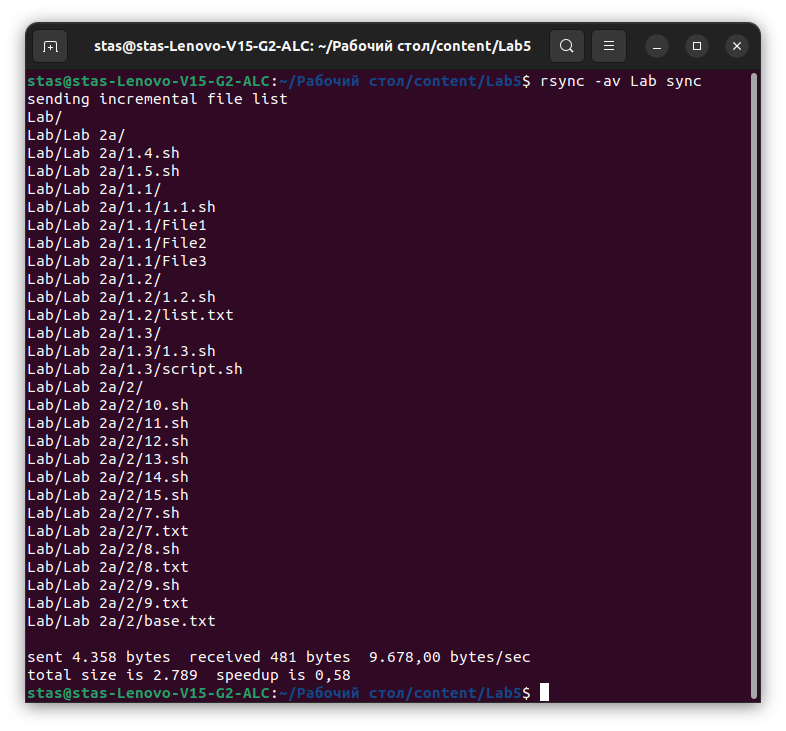 stas@stas-Lenovo-V15-G2-ALC: ~/Рабочий стол/content/Lab5
stas@stas-Lenovo-V15-G2-ALC:~/Рабочий стол/content/Lab5$ rsync -av Lab sync
sending incremental file list
Lab/
Lab/Lab 2a/
Lab/Lab 2a/1.4.sh
Lab/Lab 2a/1.5.sh
Lab/Lab 2a/1.1/
Lab/Lab 2a/1.1/1.1.sh
Lab/Lab 2a/1.1/File1
Lab/Lab 2a/1.1/File2
Lab/Lab 2a/1.1/File3
Lab/Lab 2a/1.2/
Lab/Lab 2a/1.2/1.2.sh
Lab/Lab 2a/1.2/list.txt
Lab/Lab 2a/1.3/
Lab/Lab 2a/1.3/1.3.sh
Lab/Lab 2a/1.3/script.sh
Lab/Lab 2a/2/
Lab/Lab 2a/2/10.sh
Lab/Lab 2a/2/11.sh
Lab/Lab 2a/2/12.sh
Lab/Lab 2a/2/13.sh
Lab/Lab 2a/2/14.sh
Lab/Lab 2a/2/15.sh
Lab/Lab 2a/2/7.sh
Lab/Lab 2a/2/7.txt
Lab/Lab 2a/2/8.sh
Lab/Lab 2a/2/8.txt
Lab/Lab 2a/2/9.sh
Lab/Lab 2a/2/9.txt
Lab/Lab 2a/2/base.txt
sent 4.358 bytes  received 481 bytes  9.678,00 bytes/sec
total size is 2.789  speedup is 0,58
stas@stas-Lenovo-V15-G2-ALC:~/Рабочий стол/content/Lab5$